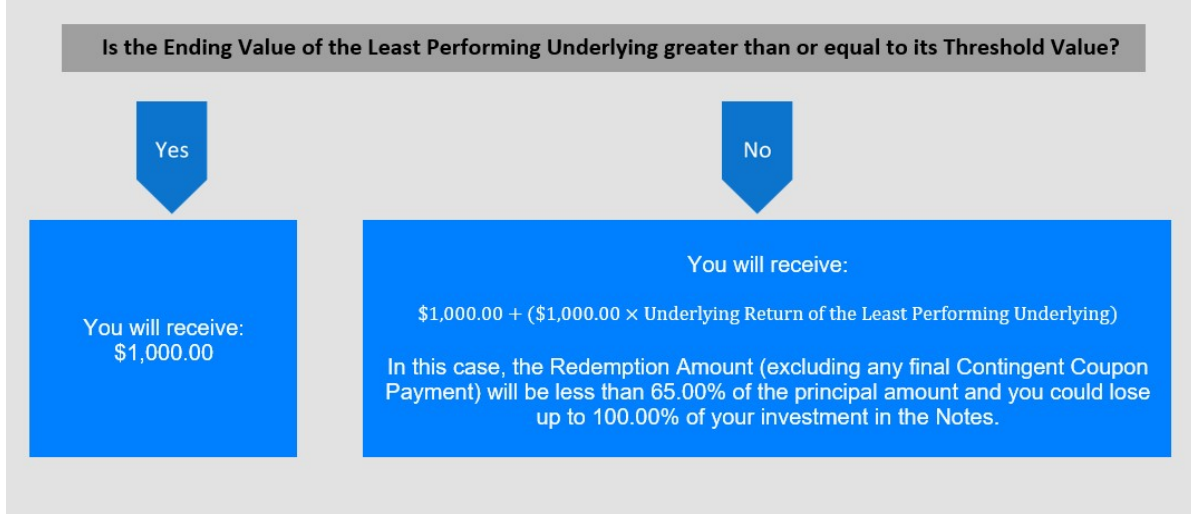 Is the Ending Value of the Least Performing Underlying greater than or equal to its Threshold Value?
Yes
No
You will receive:
$1,000.00
You will receive:
$1,000.00 + ($1,000.00 × Underlying Return of the Least Performing Underlying)
In this case, the Redemption Amount (excluding any final Contingent Coupon
Payment) will be less than 65.00% of the principal amount and you could lose
up to 100.00% of your investment in the Notes.